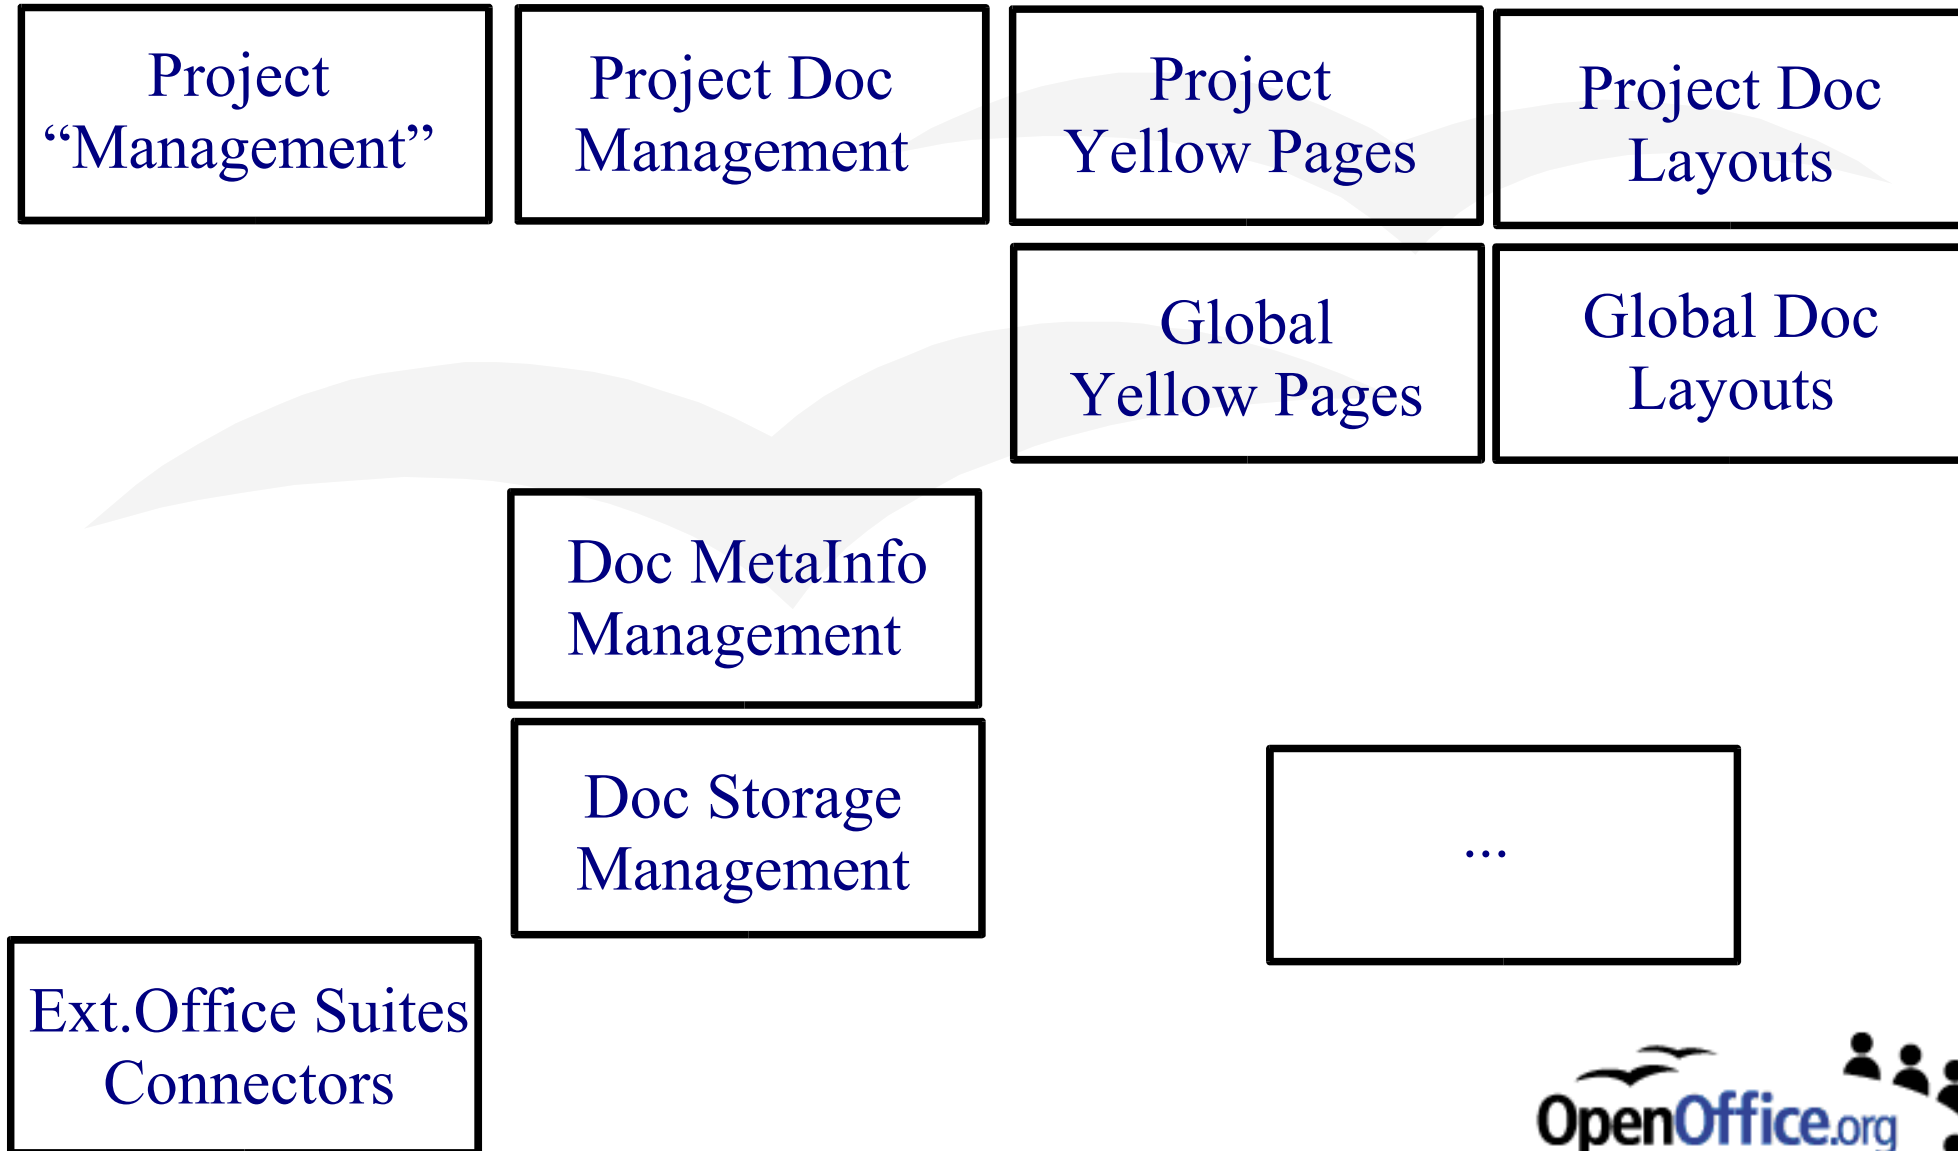 Project
“Management”
Project Doc
Management
Project
Yellow Pages
Project Doc
Layouts
Global
Yellow Pages
Global Doc
Layouts
Doc MetaInfo
Management
Doc Storage
Management
...
Ext.Office Suites
Connectors
OpenOffice.org